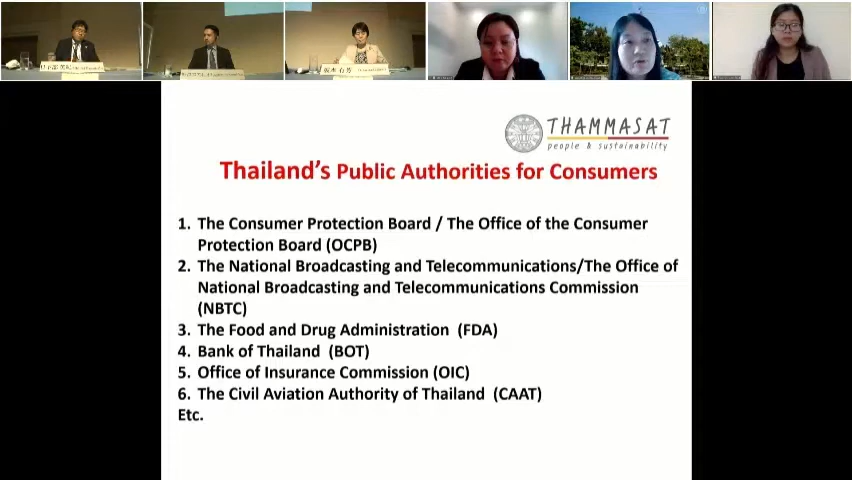 THAMMASAT
people & sustainability
Thailand's Public Authorities for Consumers
1. The Consumer Protection Board / The Office of the Consumer
Protection Board (OCPB)
2. The National Broadcasting and Telecommunications/The Office of
National Broadcasting and Telecommunications Commission
(NBTC)
3. The Food and Drug Administration (FDA)
4. Bank of Thailand (BOT)
5. Office of Insurance Commission (OIC)
6. The Civil Aviation Authority of Thailand (CAAT)
Etc.